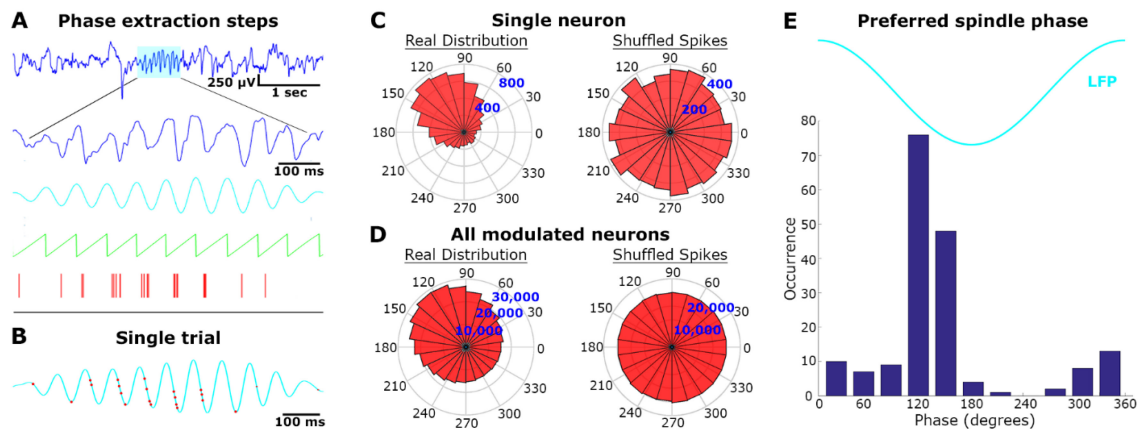 A Phase extraction steps
250 µV
1 sec
100 ms
B Single trial
100 ms
C Single neuron
Real Distribution
90
120 60
150 30
180 0
210 330
240 300
270
800
400
Shuffled Spikes
90
120 60
150 30
180 0
210 330
240 300
270
400
200
D All modulated neurons
Real Distribution
90
120 60
150 30
180 0
210 330
240 300
270
30,000
20,000
10,000
Shuffled Spikes
90
120 60
150 30
180 0
210 330
240 300
270
20,000
10,000
E Preferred spindle phase
LFP
80
70
60
50
40
30
20
10
0
Occurrence
0 60 120 180 240 300 360
Phase (degrees)